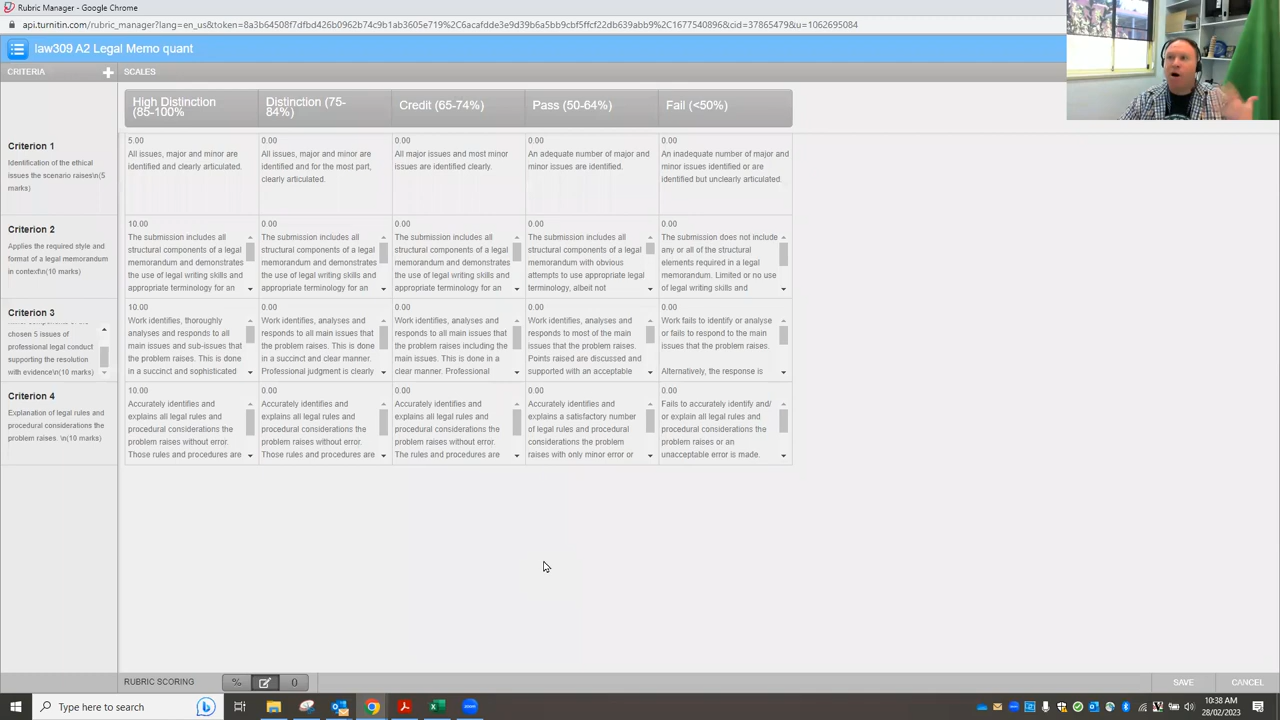 Rubric Manager - Google Chrome
api.turnitin.com/rubric_manager?lang=en_us&token=8a3b64508f7dfbd426b0962b74c9b1ab3605e719%2C6acafdde3e9d39b6a5bb9cbf5ffcf22db639abb9%2C1677540896&cid=37865479&u=1062695084
law309 A2 Legal Memo quant
CRITERIA
SCALES
High Distinction
(85-100%
Distinction (75-
84%)
Credit (65-74%)
Pass (50-64%)
Fail (<50%)
Criterion 1
Identification of the ethical
issues the scenario raises\n(5
marks)
5.00
All issues, major and minor are
identified and clearly articulated.
0.00
All issues, major and minor are
identified and for the most part,
clearly articulated.
0.00
All major issues and most minor
issues are identified clearly.
0.00
An adequate number of major and
minor issues are identified.
0.00
An inadequate number of major and
minor issues identified or are
identified but unclearly articulated.
Criterion 2
Applies the required style and
format of a legal memorandum
in context\n(10 marks)
10.00
The submission includes all
structural components of a legal
memorandum and demonstrates
the use of legal writing skills and
appropriate terminology for an
0.00
The submission includes all
structural components of a legal
memorandum and demonstrates
the use of legal writing skills and
appropriate terminology for an
0.00
The submission includes all
structural components of a legal
memorandum and demonstrates
the use of legal writing skills and
appropriate terminology for an
0.00
The submission includes all
structural components of a legal
memorandum with obvious
attempts to use appropriate legal
terminology, albeit not
0.00
The submission does not include
any or all of the structural
elements required in a legal
memorandum. Limited or no use
of legal writing skills and
Criterion 3
chosen 5 issues of
professional legal conduct
supporting the resolution
with evidence\n(10 marks)
10.00
Work identifies, thoroughly
analyses and responds to all
main issues and sub-issues that
the problem raises. This is done
in a succinct and sophisticated
0.00
Work identifies, analyses and
responds to all main issues that
the problem raises. This is done
in a succinct and clear manner.
Professional judgment is clearly
0.00
Work identifies, analyses and
responds to all main issues that
the problem raises including the
main issues. This is done in a
clear manner. Professional
0.00
Work identifies, analyses and
responds to most of the main
issues that the problem raises.
Points raised are discussed and
supported with an acceptable
0.00
Work fails to identify or analyse
or fails to respond to the main
issues that the problem raises.
Alternatively, the response is
Criterion 4
Explanation of legal rules and
procedural considerations the
problem raises. \n(10 marks)
10.00
Accurately identifies and
explains all legal rules and
procedural considerations the
problem raises without error.
Those rules and procedures are
0.00
Accurately identifies and
explains all legal rules and
procedural considerations the
problem raises without error.
Those rules and procedures are
0.00
Accurately identifies and
explains all legal rules and
procedural considerations the
problem raises without error.
The rules and procedures are
0.00
Accurately identifies and
explains a satisfactory number
of legal rules and procedural
considerations the problem
raises with only minor error or
0.00
Fails to accurately identify and/
or explain all legal rules and
procedural considerations the
problem raises or an
unacceptable error is made.
RUBRIC SCORING
%
0
SAVE
CANCEL
Type here to search
10:38 AM
28/02/2023